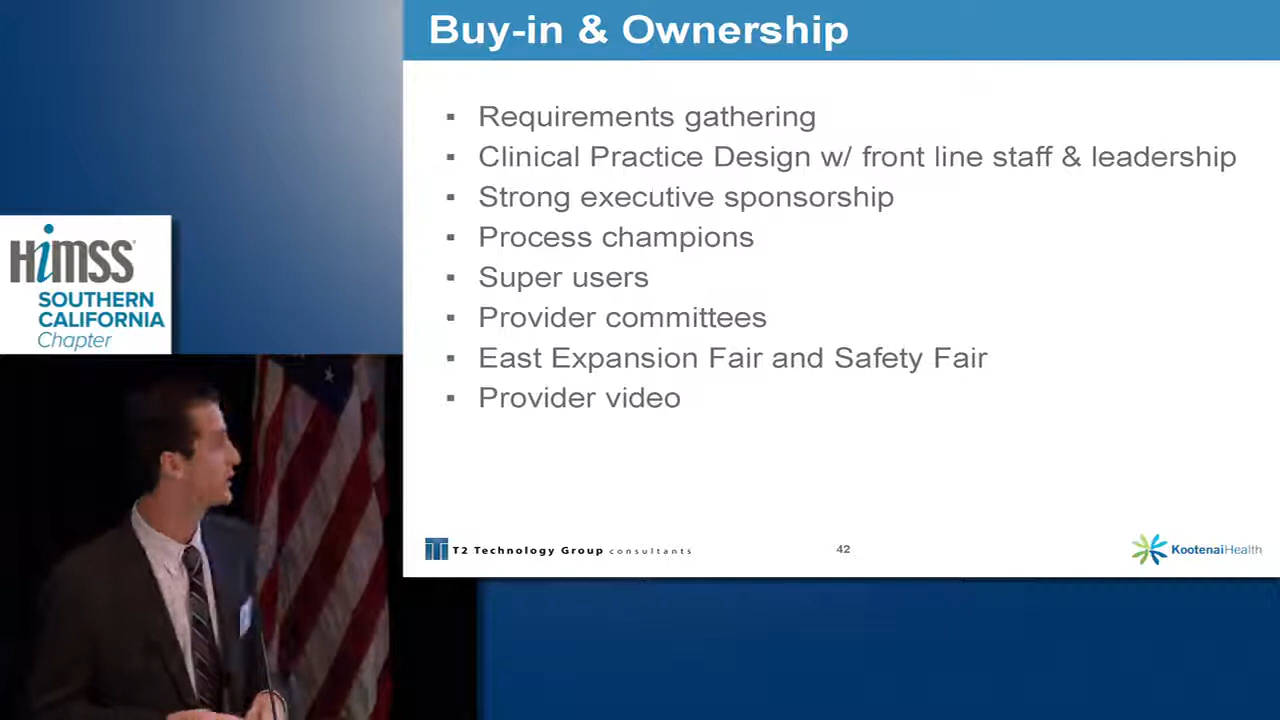 Buy-in & Ownership
▪ Requirements gathering
▪ Clinical Practice Design w/ front line staff & leadership
▪ Strong executive sponsorship
▪ Process champions
▪ Super users
▪ Provider committees
▪ East Expansion Fair and Safety Fair
▪ Provider video
HiMSS
SOUTHERN
CALIFORNIA
Chapter
T2 Technology Group consultants
42
KootenaiHealth